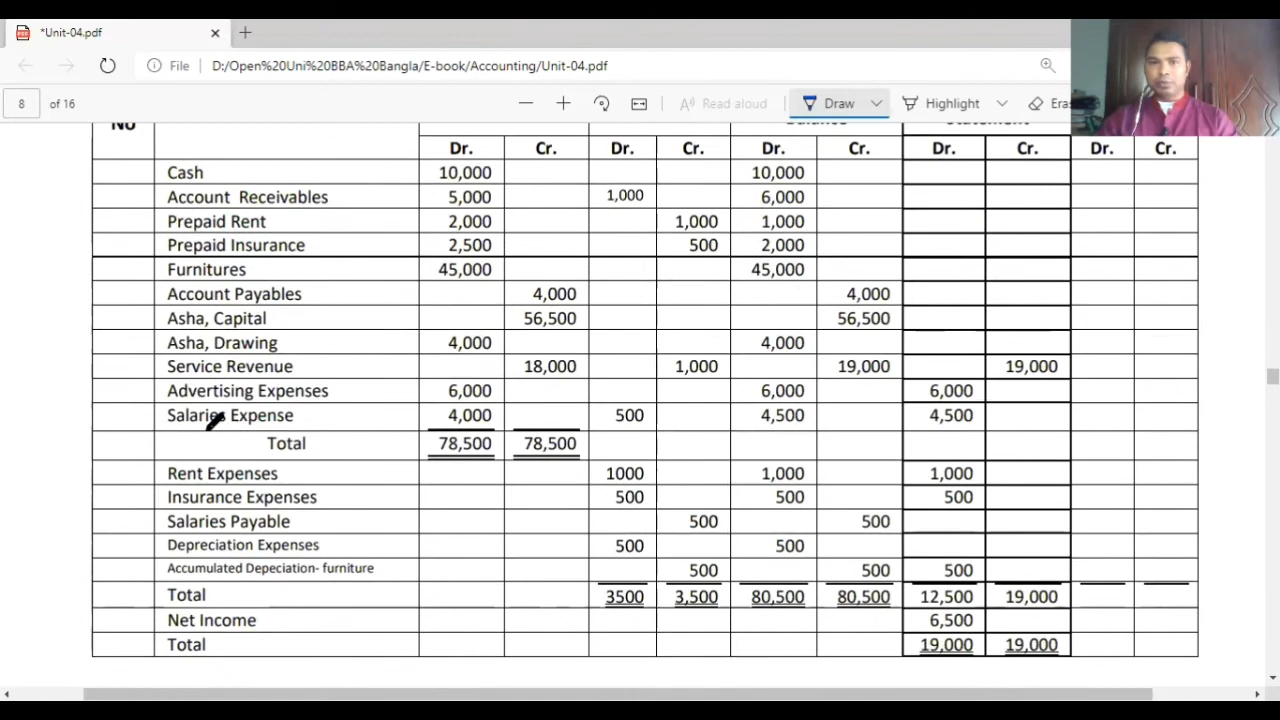 *Unit-04.pdf
File D:/Open%20Uni%20BBA%20Bangla/E-book/Accounting/Unit-04.pdf
8 of 16 Read aloud Draw Highlight
No
Dr. Cr. Dr. Cr. Dr. Cr. Dr. Cr. Dr. Cr.
Cash 10,000 10,000
Account Receivables 5,000 1,000 6,000
Prepaid Rent 2,000 1,000 1,000
Prepaid Insurance 2,500 500 2,000
Furnitures 45,000 45,000
Account Payables 4,000 4,000
Asha, Capital 56,500 56,500
Asha, Drawing 4,000 4,000
Service Revenue 18,000 1,000 19,000 19,000
Advertising Expenses 6,000 6,000 6,000
Salaries Expense 4,000 500 4,500 4,500
Total 78,500 78,500
Rent Expenses 1000 1,000 1,000
Insurance Expenses 500 500 500
Salaries Payable 500 500
Depreciation Expenses 500 500
Accumulated Depeciation- furniture 500 500 500
Total 3500 3,500 80,500 80,500 12,500 19,000
Net Income 6,500
Total 19,000 19,000